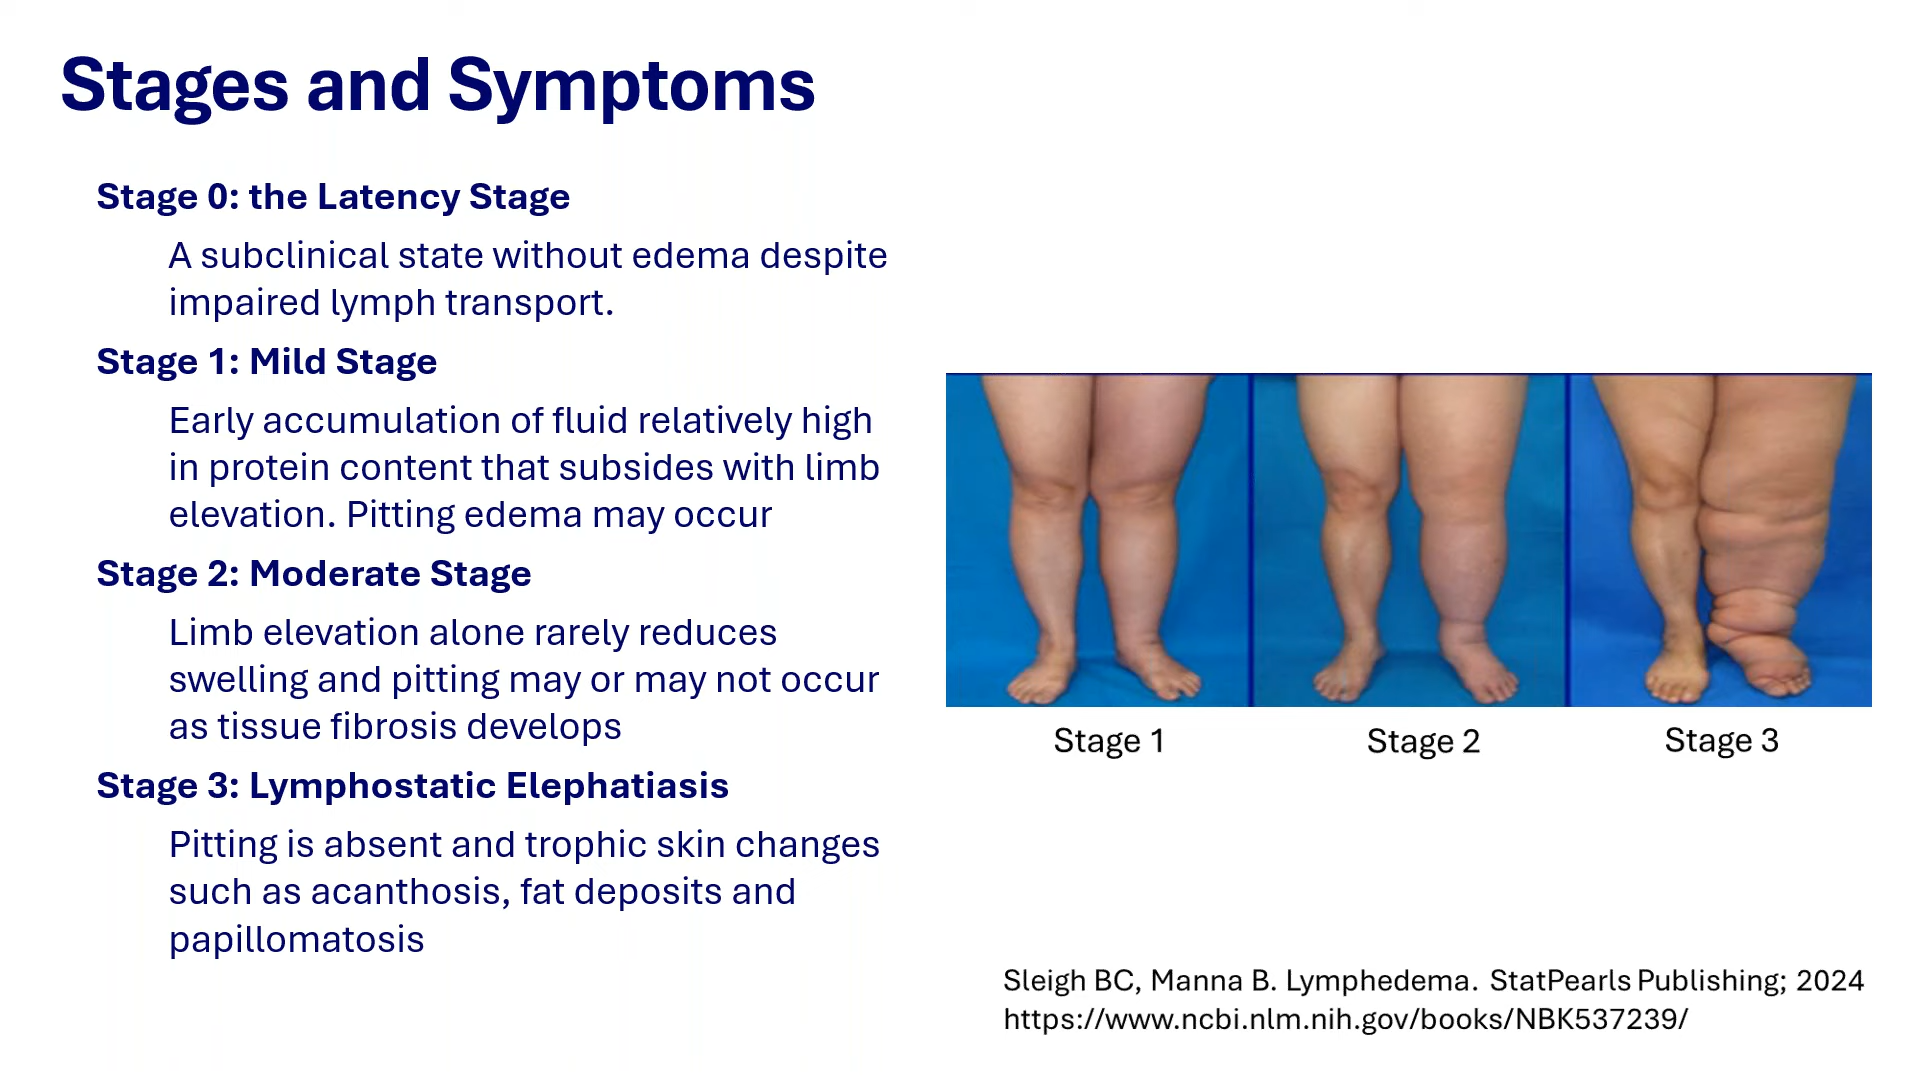 Stages and Symptoms
Stage 0: the Latency Stage
A subclinical state without edema despite
impaired lymph transport.
Stage 1: Mild Stage
Early accumulation of fluid relatively high
in protein content that subsides with limb
elevation. Pitting edema may occur
Stage 2: Moderate Stage
Limb elevation alone rarely reduces
swelling and pitting may or may not occur
as tissue fibrosis develops
Stage 3: Lymphostatic Elephatiasis
Pitting is absent and trophic skin changes
such as acanthosis, fat deposits and
papillomatosis
Stage 1
Stage 2
Stage 3
Sleigh BC, Manna B. Lymphedema. StatPearls Publishing; 2024
https://www.ncbi.nlm.nih.gov/books/NBK537239/